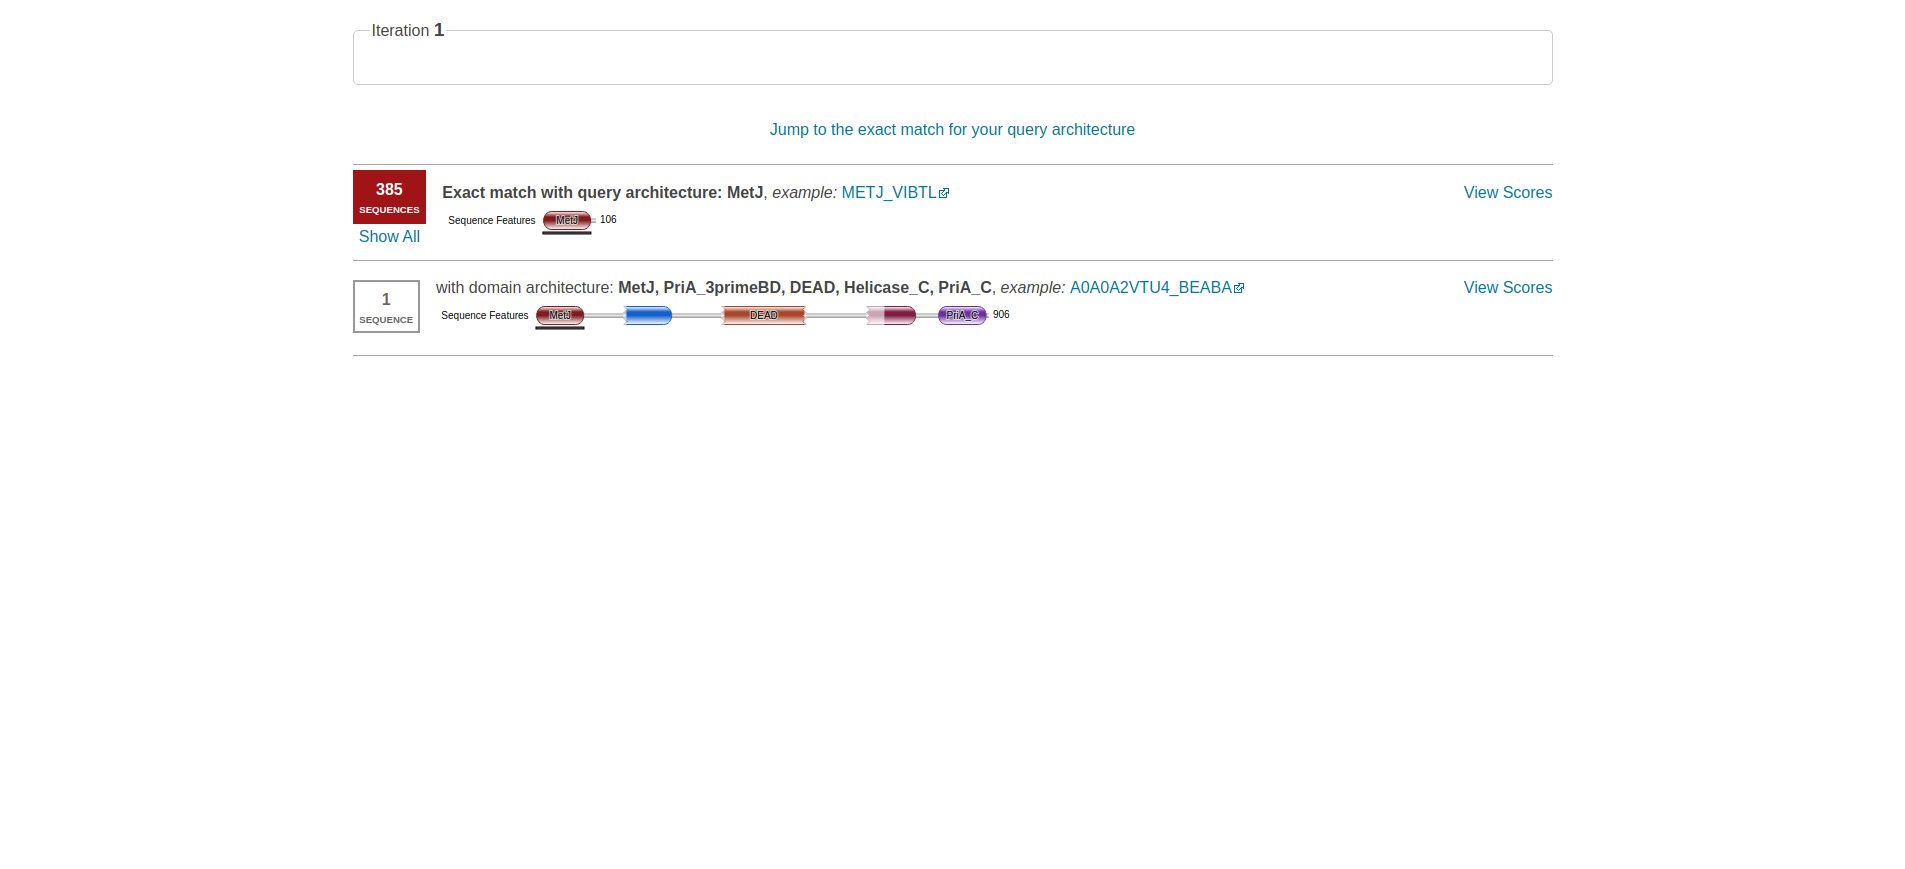 Iteration 1
Jump to the exact match for your query architecture
385
SEQUENCES
Show All
Exact match with query architecture: MetJ, example: METJ_VIBTL
View Scores
Sequence Features MetJ 106
1
SEQUENCE
with domain architecture: MetJ, PriA_3primeBD, DEAD, Helicase_C, PriA_C, example: A0A0A2VTU4_BEABA
View Scores
Sequence Features MetJ DEAD PriA_C 906